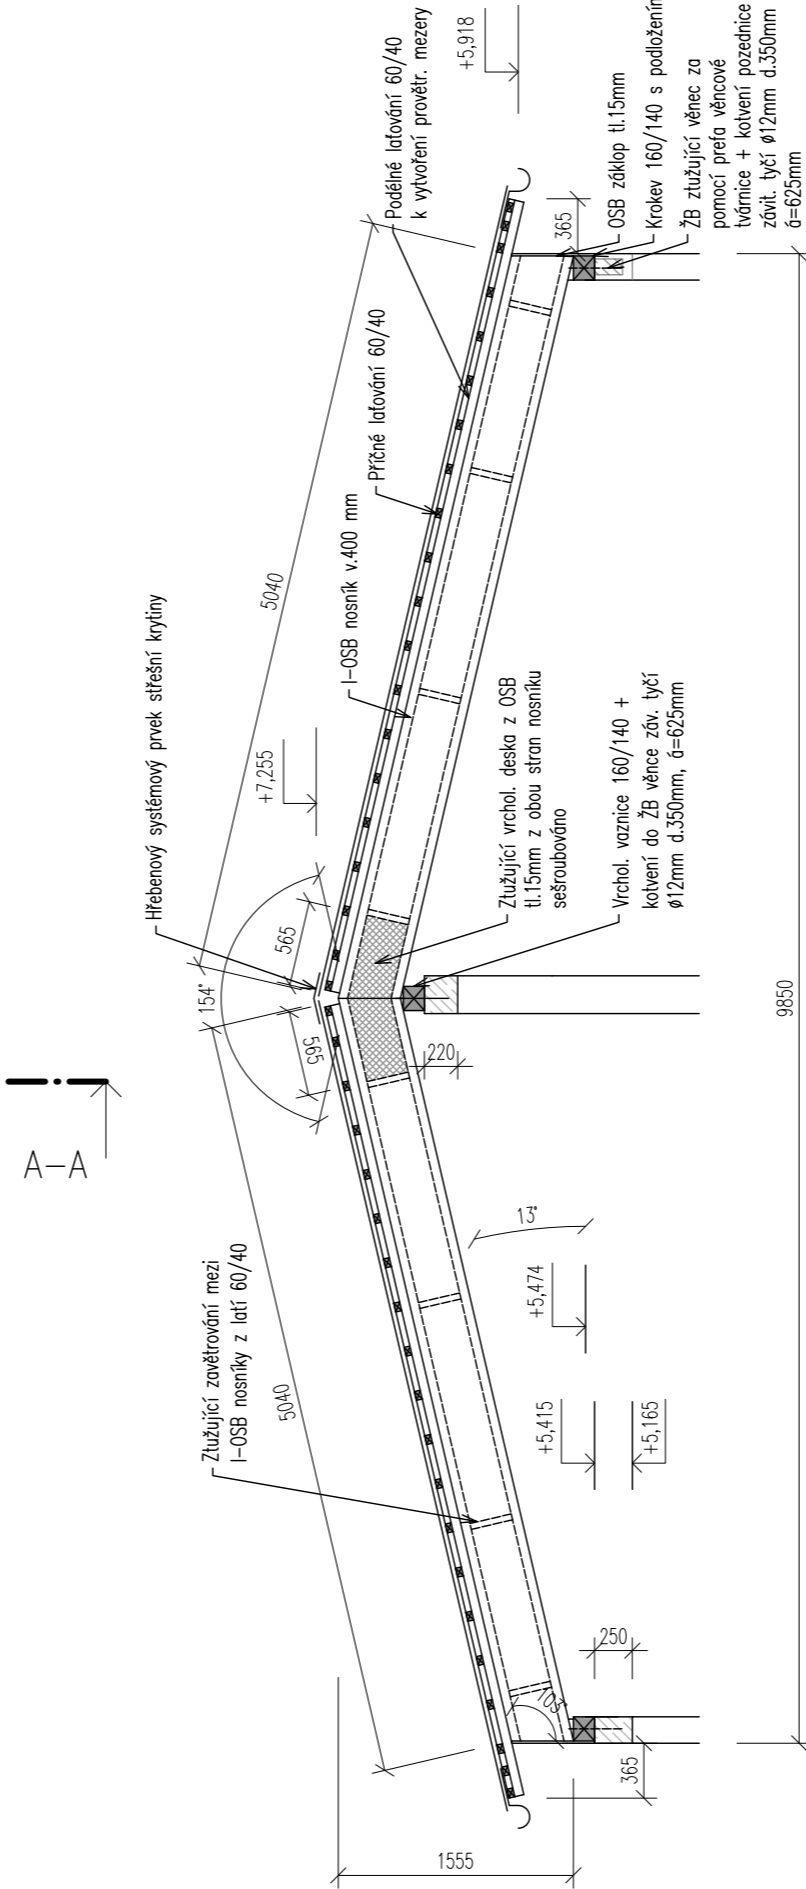 A-A
Ztužující zavětrování mezi
I-OSB nosníky z latí 60/40
Hřebenový systémový prvek střešní krytiny
Podélné laťování 60/40
k vytvoření provětr. mezery
Příčné laťování 60/40
I-OSB nosník v.400 mm
Ztužující vrchol. deska z OSB
tl.15mm z obou stran nosníku
sešroubováno
Vrchol. vaznice 160/140 +
kotvení do ŽB věnce záv. tyčí
ø12mm d.350mm, á=625mm
OSB záklop tl.15mm
Krokev 160/140 s podložením
ŽB ztužující věnec za
pomocí prefa věncové
tvárnice + kotvení pozednice
závit. tyčí ø12mm d.350mm
á=625mm
5040
5040
154°
565
565
+7,255
+5,918
365
220
13°
+5,474
+5,415
+5,165
250
103°
365
1555
9850